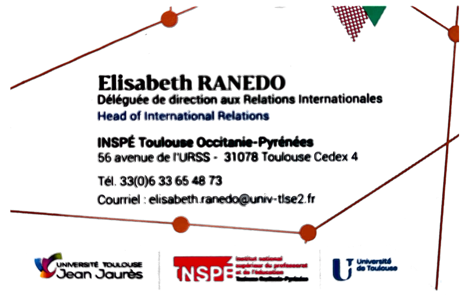 Elisabeth RANEDO
Déléguée de direction aux Relations Internationales
Head of International Relations
INSPÉ Toulouse Occitanie-Pyrénées
56 avenue de l'URSS - 31078 Toulouse Cedex 4
Tél. 33(0)6 33 65 48 73
Courriel : elisabeth.ranedo@univ-tlse2.fr
UNIVERSITÉ TOULOUSE
Jean Jaurès
INSPÉ
Institut national
supérieur du professorat
et de l'éducation
Toulouse Occitanie-Pyrénées
Université
de Toulouse